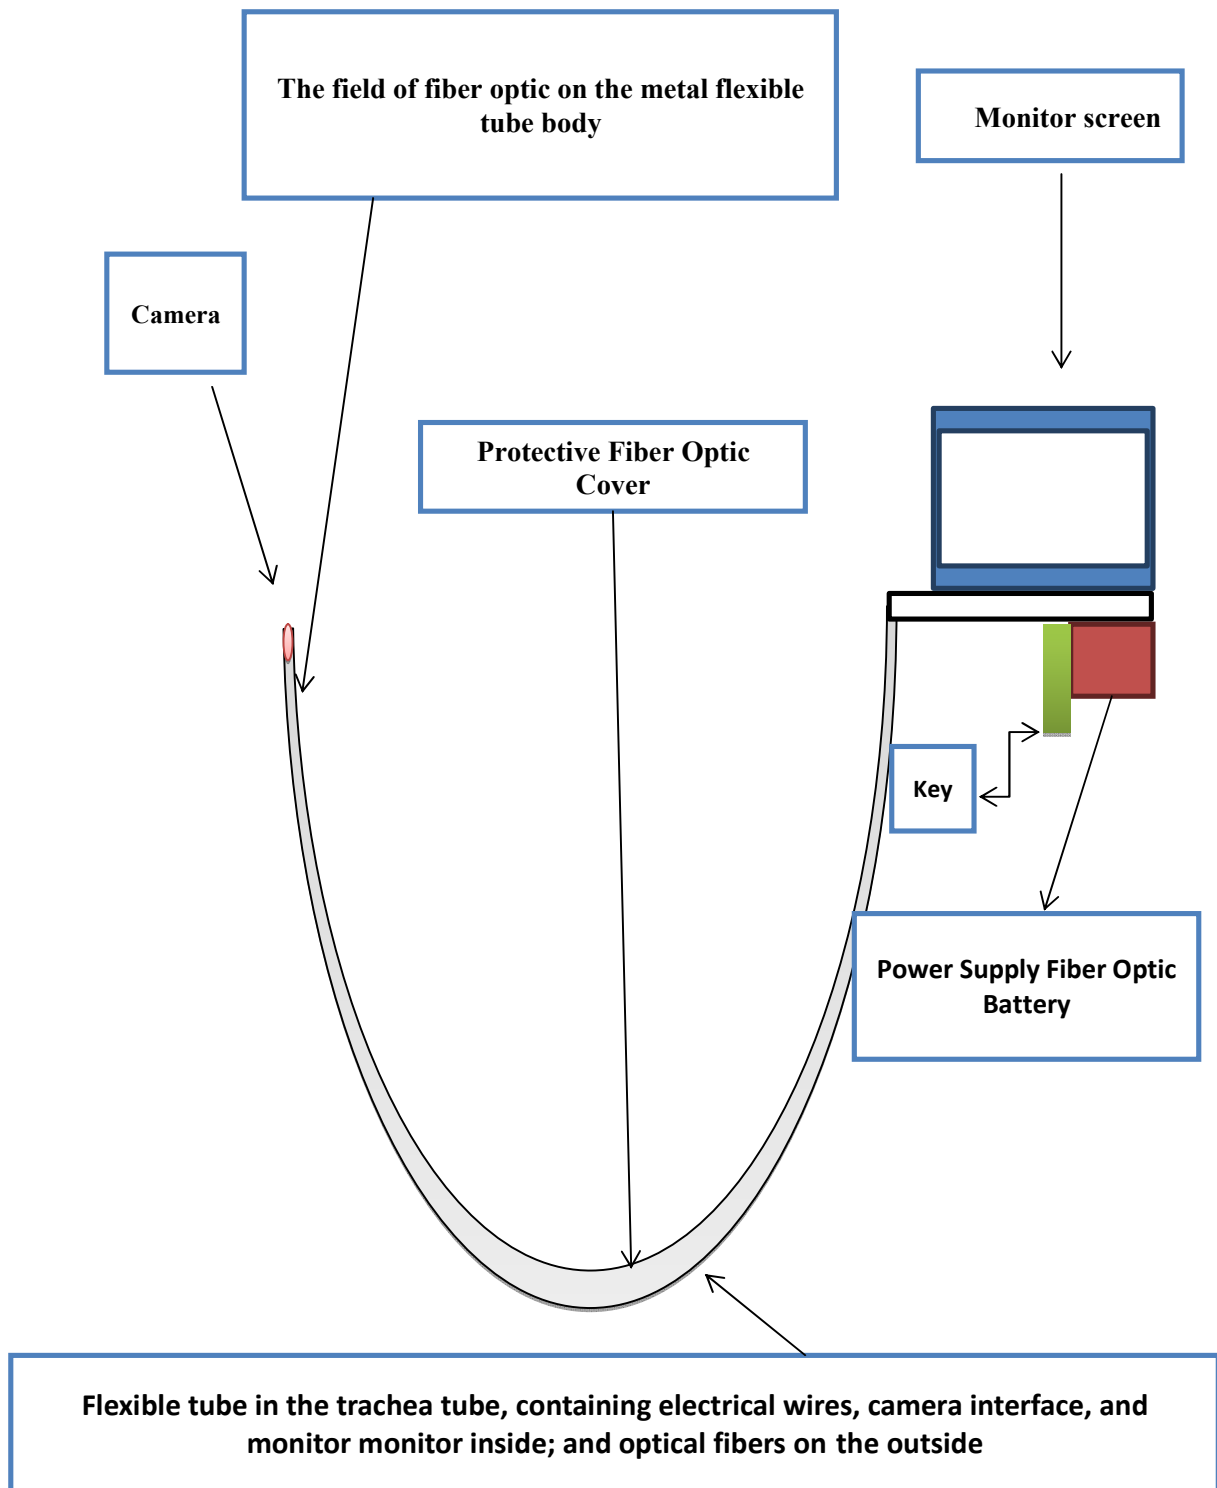 The field of fiber optic on the metal flexible
tube body
Monitor screen
Camera
Protective Fiber Optic
Cover
Key
Power Supply Fiber Optic
Battery
Flexible tube in the trachea tube, containing electrical wires, camera interface, and
monitor monitor inside; and optical fibers on the outside